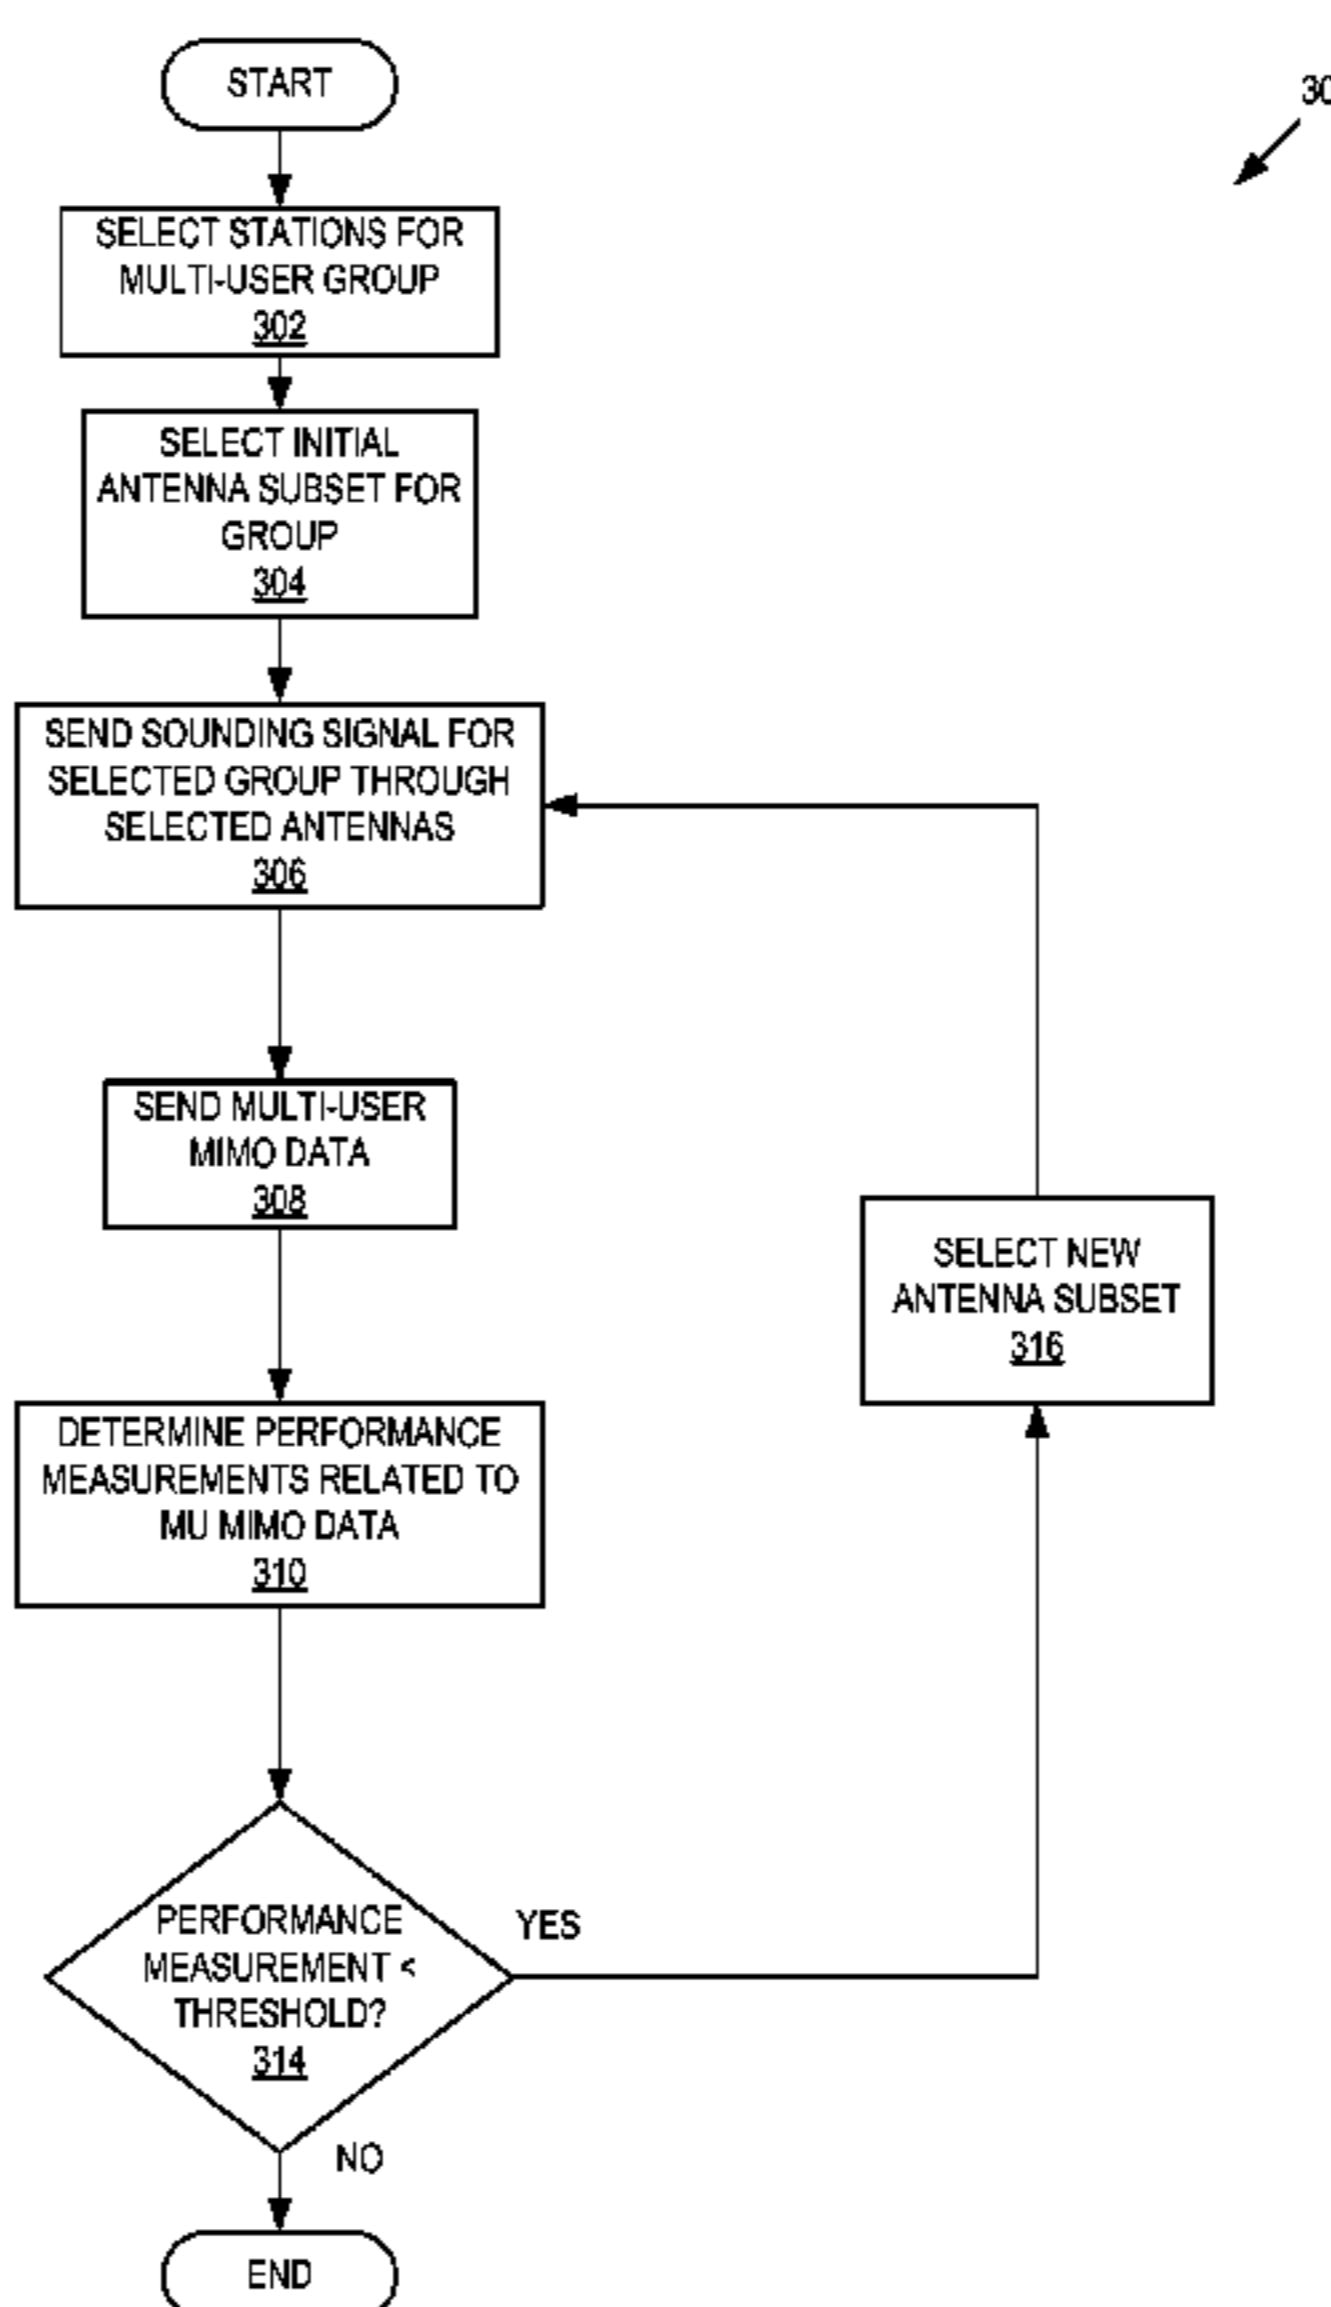 START
30
SELECT STATIONS FOR
MULTI-USER GROUP
302
SELECT INITIAL
ANTENNA SUBSET FOR
GROUP
304
SEND SOUNDING SIGNAL FOR
SELECTED GROUP THROUGH
SELECTED ANTENNAS
306
SEND MULTI-USER
MIMO DATA
308
SELECT NEW
ANTENNA SUBSET
316
DETERMINE PERFORMANCE
MEASUREMENTS RELATED TO
MU MIMO DATA
310
PERFORMANCE
MEASUREMENT <
THRESHOLD?
314
YES
NO
END